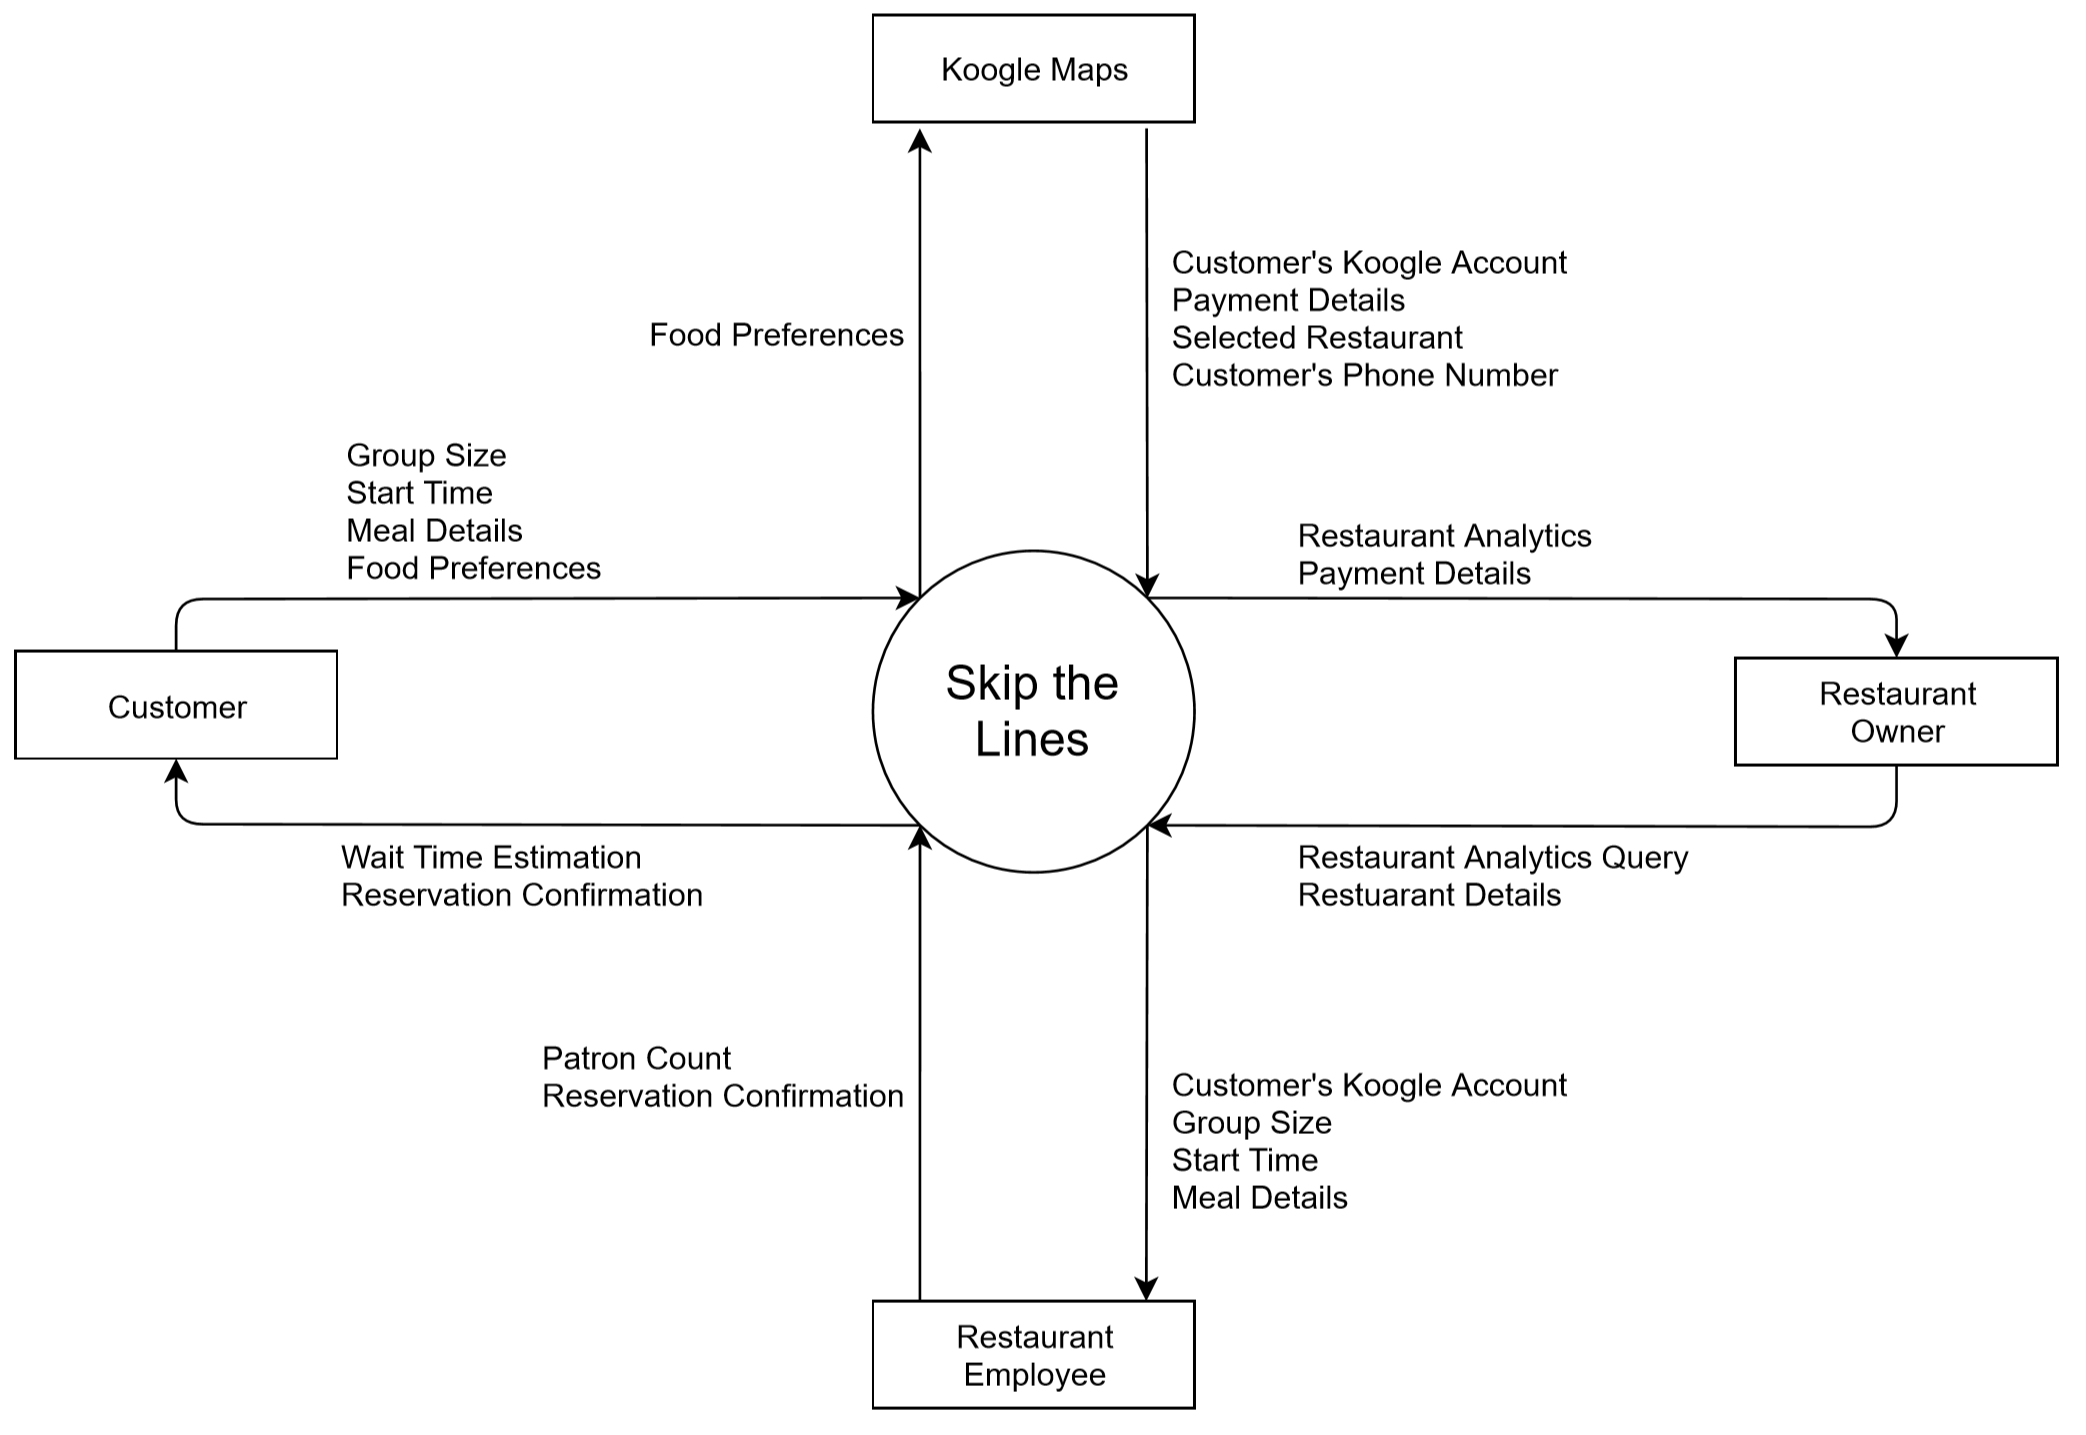 Koogle Maps
Food Preferences
Customer's Koogle Account
Payment Details
Selected Restaurant
Customer's Phone Number
Group Size
Start Time
Meal Details
Food Preferences
Restaurant Analytics
Payment Details
Customer
Skip the
Lines
Restaurant
Owner
Wait Time Estimation
Reservation Confirmation
Restaurant Analytics Query
Restuarant Details
Patron Count
Reservation Confirmation
Customer's Koogle Account
Group Size
Start Time
Meal Details
Restaurant
Employee